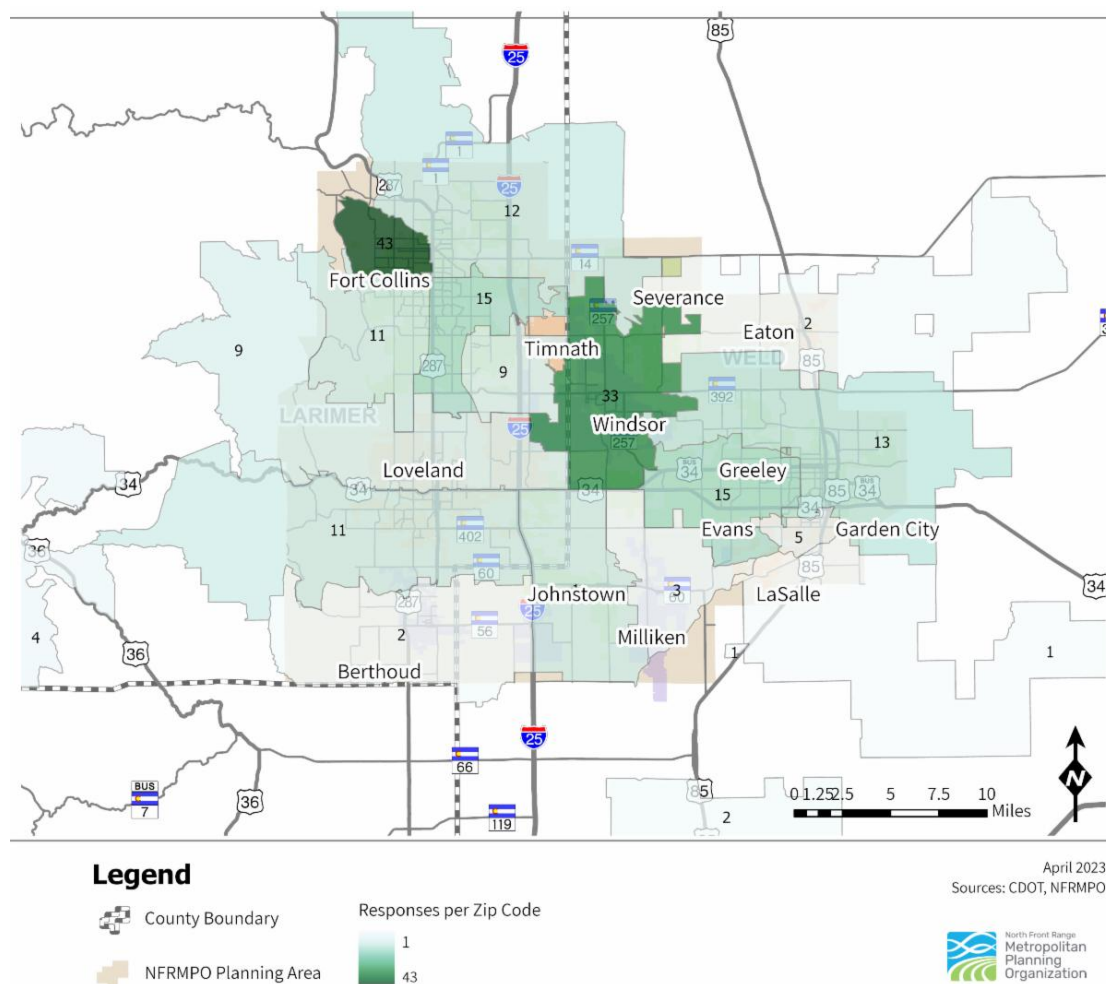 85
25
1
1
287
25
12
43
14
Fort Collins
15
Severance
257
Eaton
2
11
Timnath
9
9
287
WELD
85
33
392
LARIMER
25
Windsor
257
13
Loveland
Greeley
BUS
34
34
34
34
15
85
BUS
34
34
11
402
Evans
5
Garden City
36
60
85
Johnstown
3
LaSalle
34
287
25
60
4
2
56
Milliken
36
1
1
Berthoud
25
66
N
BUS
7
36
85
0 1.25 2.5 5 7.5 10
Miles
119
2
Legend
April 2023
Sources: CDOT, NFRMPO
County Boundary
Responses per Zip Code
1
NFRMPO Planning Area
43
North Front Range
Metropolitan
Planning
Organization